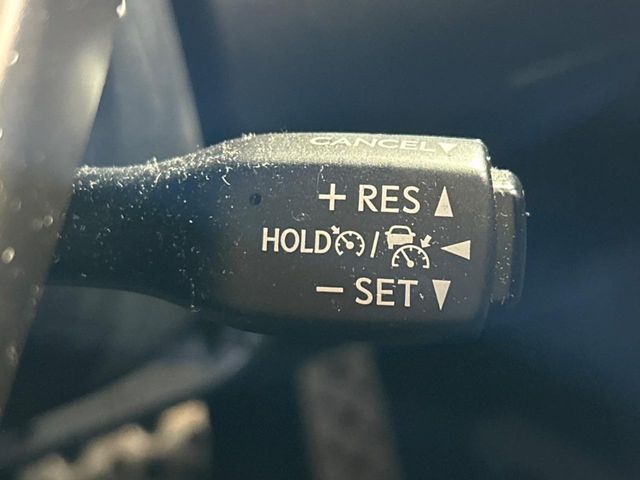 CANCEL▼
+ RES ▲
HOLD / ◀
− SET ▼